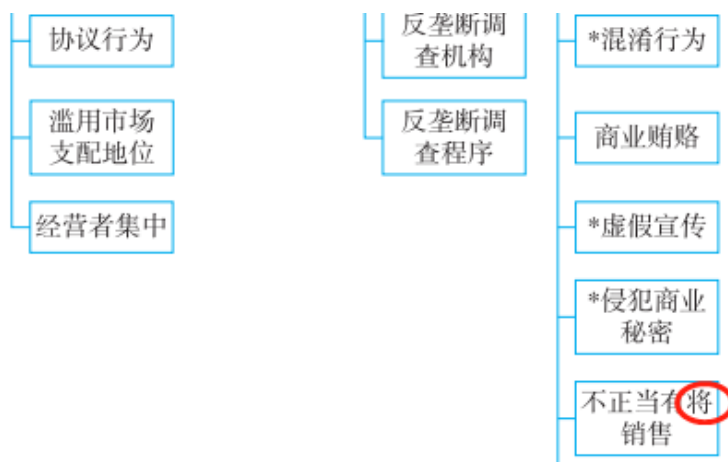 协议行为
滥用市场
支配地位
经营者集中
反垄断调
查机构
反垄断调
查程序
*混淆行为
商业贿赂
*虚假宣传
*侵犯商业
秘密
不正当有将
销售